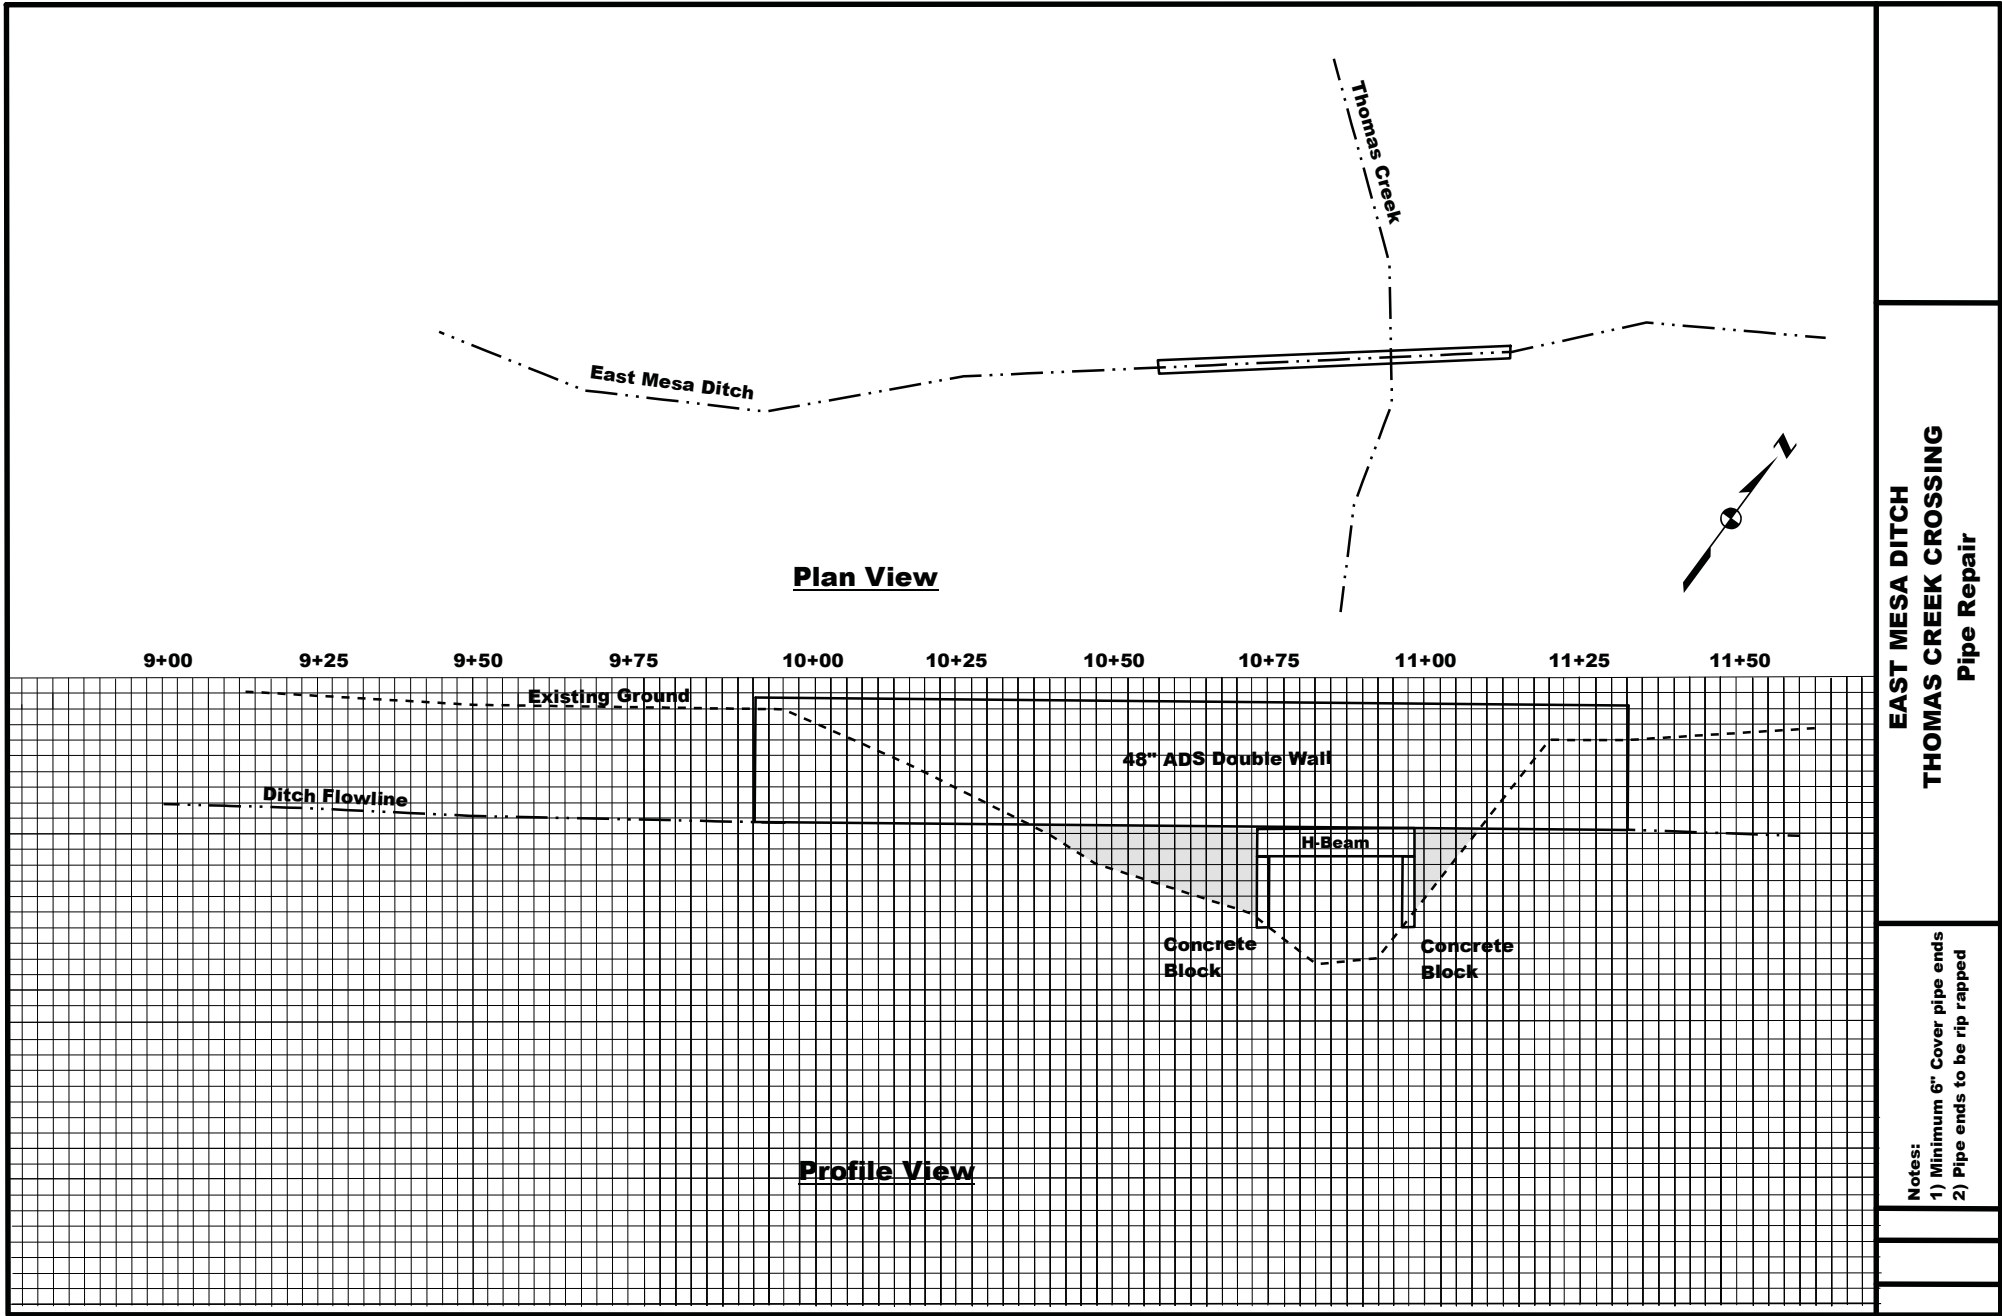 Thomas Creek
East Mesa Ditch
N
Plan View
9+00 9+25 9+50 9+75 10+00 10+25 10+50 10+75 11+00 11+25 11+50
Existing Ground
48" ADS Double Wall
Ditch Flowline
H-Beam
Concrete
Block
Concrete
Block
Profile View
EAST MESA DITCH
THOMAS CREEK CROSSING
Pipe Repair
Notes:
1) Minimum 6" Cover pipe ends
2) Pipe ends to be rip rapped